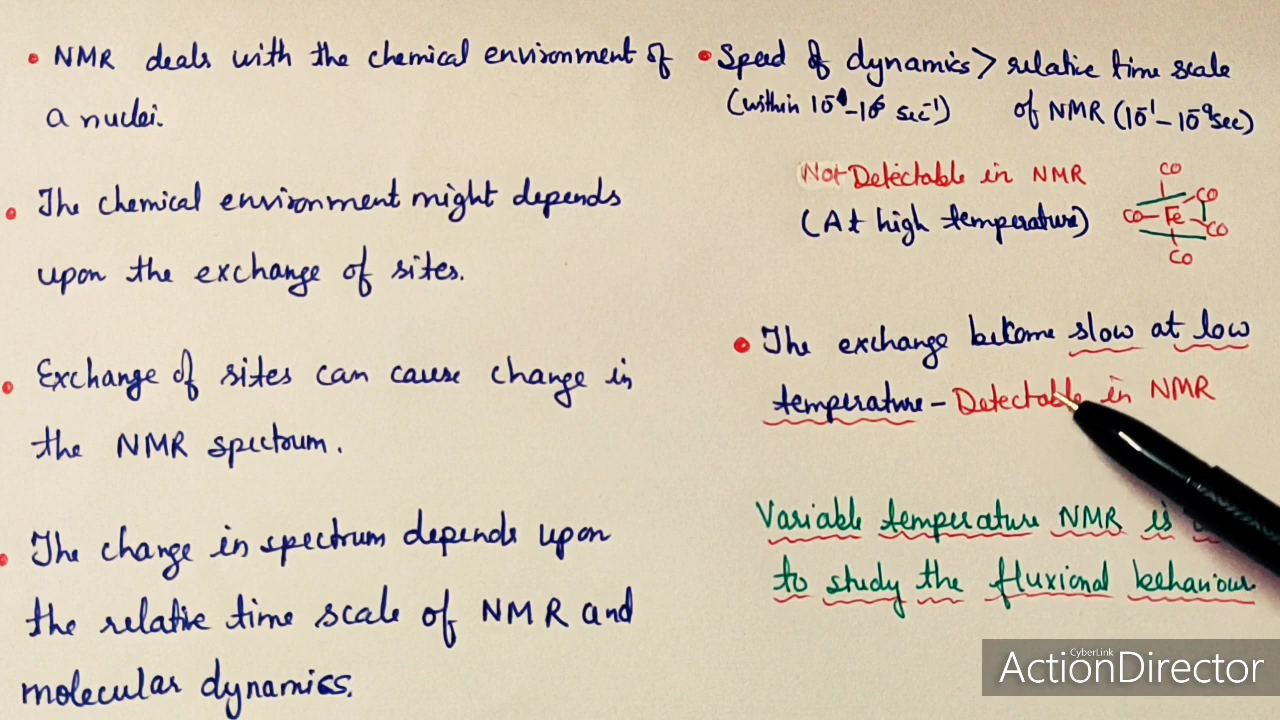 NMR deals with the chemical environment of
a nuclei.
The chemical environment might depends
upon the exchange of sites.
Exchange of sites can cause change in
the NMR spectrum.
The change in spectrum depends upon
the relative time scale of NMR and
molecular dynamics.
Speed of dynamics > relative time scale
(within sec⁻¹) of NMR (10⁻¹ – 10⁻⁹ sec)
Not Detectable in NMR
(At high temperature)
CO
CO
CO – Fe
CO
CO
The exchange become slow at low
temperature – Detectable in NMR
Variable temperature NMR is
to study the fluxional behaviour.
CyberLink
ActionDirector